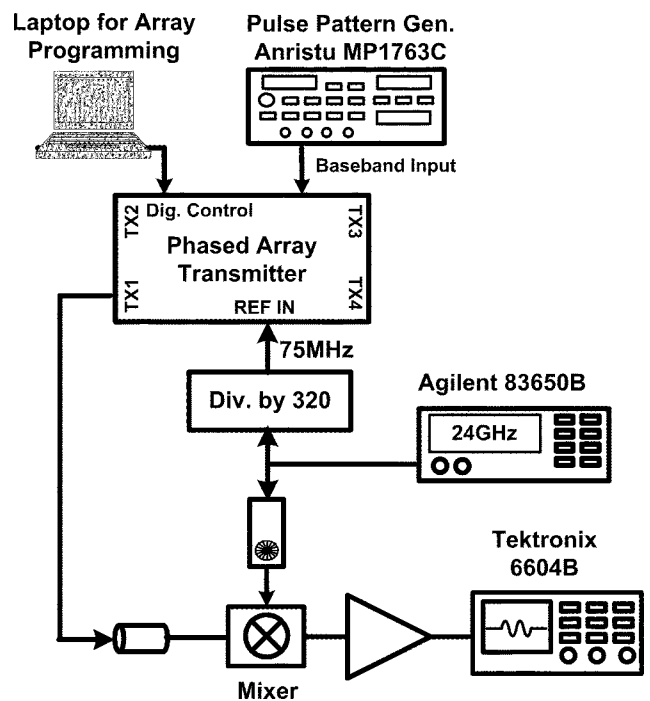 Laptop for Array
Programming
Pulse Pattern Gen.
Anristu MP1763C
Baseband Input
TX2
Dig. Control
TX3
Phased Array
Transmitter
TX1
REF IN
TX4
75MHz
Div. by 320
Agilent 83650B
24GHz
Tektronix
6604B
Mixer